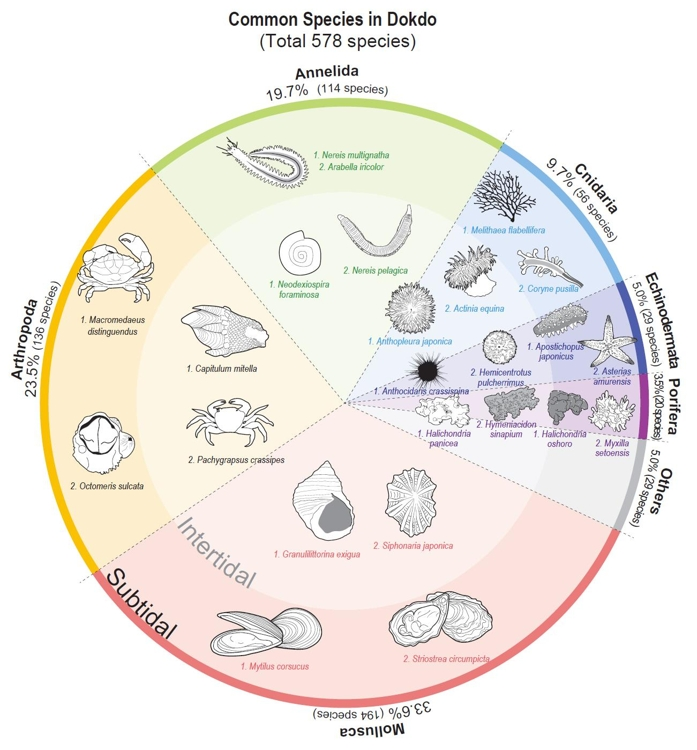 Common Species in Dokdo
(Total 578 species)
Annelida
19.7% (114 species)
1. Nereis multignatha
2. Arabella iricolor
1. Neodexiospira
foraminosa
2. Nereis pelagica
Cnidaria
9.7% (56 species)
1. Melithaea flabellifera
2. Actinia equina
2. Coryne pusilla
1. Anthopleura japonica
Echinodermata
5.0% (29 species)
1. Apostichopus
japonicus
2. Asterias
amurensis
2. Hemicentrotus
pulcherrimus
1. Anthocidaris crassispina
Porifera
3.5% (20 species)
1. Halichondria
panicea
2. Hymeniacidon
sinapium
1. Halichondria
oshoro
2. Myxilla
setoensis
Others
5.0% (29 species)
Arthropoda
23.5% (136 species)
1. Macromedaeus
distinguendus
1. Capitulum mitella
2. Pachygrapsus crassipes
2. Octomeris sulcata
Intertidal
Subtidal
1. Granulilittorina exigua
2. Siphonaria japonica
1. Mytilus corsucus
2. Striostrea circumpicta
33.6% (194 species)
Mollusca